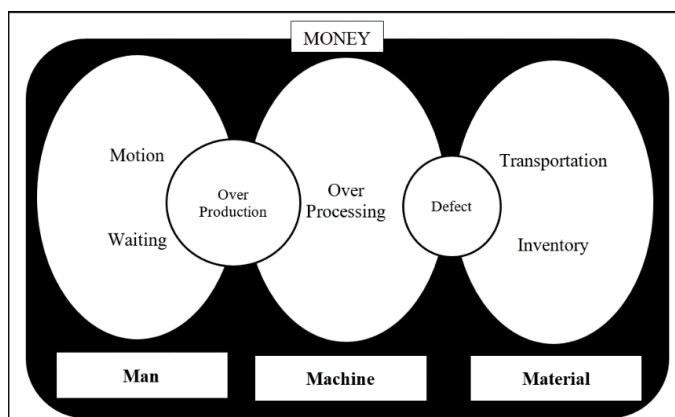 MONEY
Motion
Waiting
Over
Production
Over
Processing
Defect
Transportation
Inventory
Man
Machine
Material